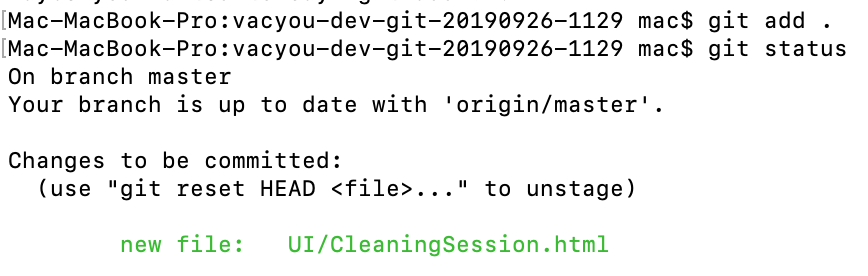 [Mac-MacBook-Pro:vacyou-dev-git-20190926-1129 mac$ git add .
[Mac-MacBook-Pro:vacyou-dev-git-20190926-1129 mac$ git status
On branch master
Your branch is up to date with 'origin/master'.
Changes to be committed:
  (use "git reset HEAD <file>..." to unstage)
        new file:   UI/CleaningSession.html